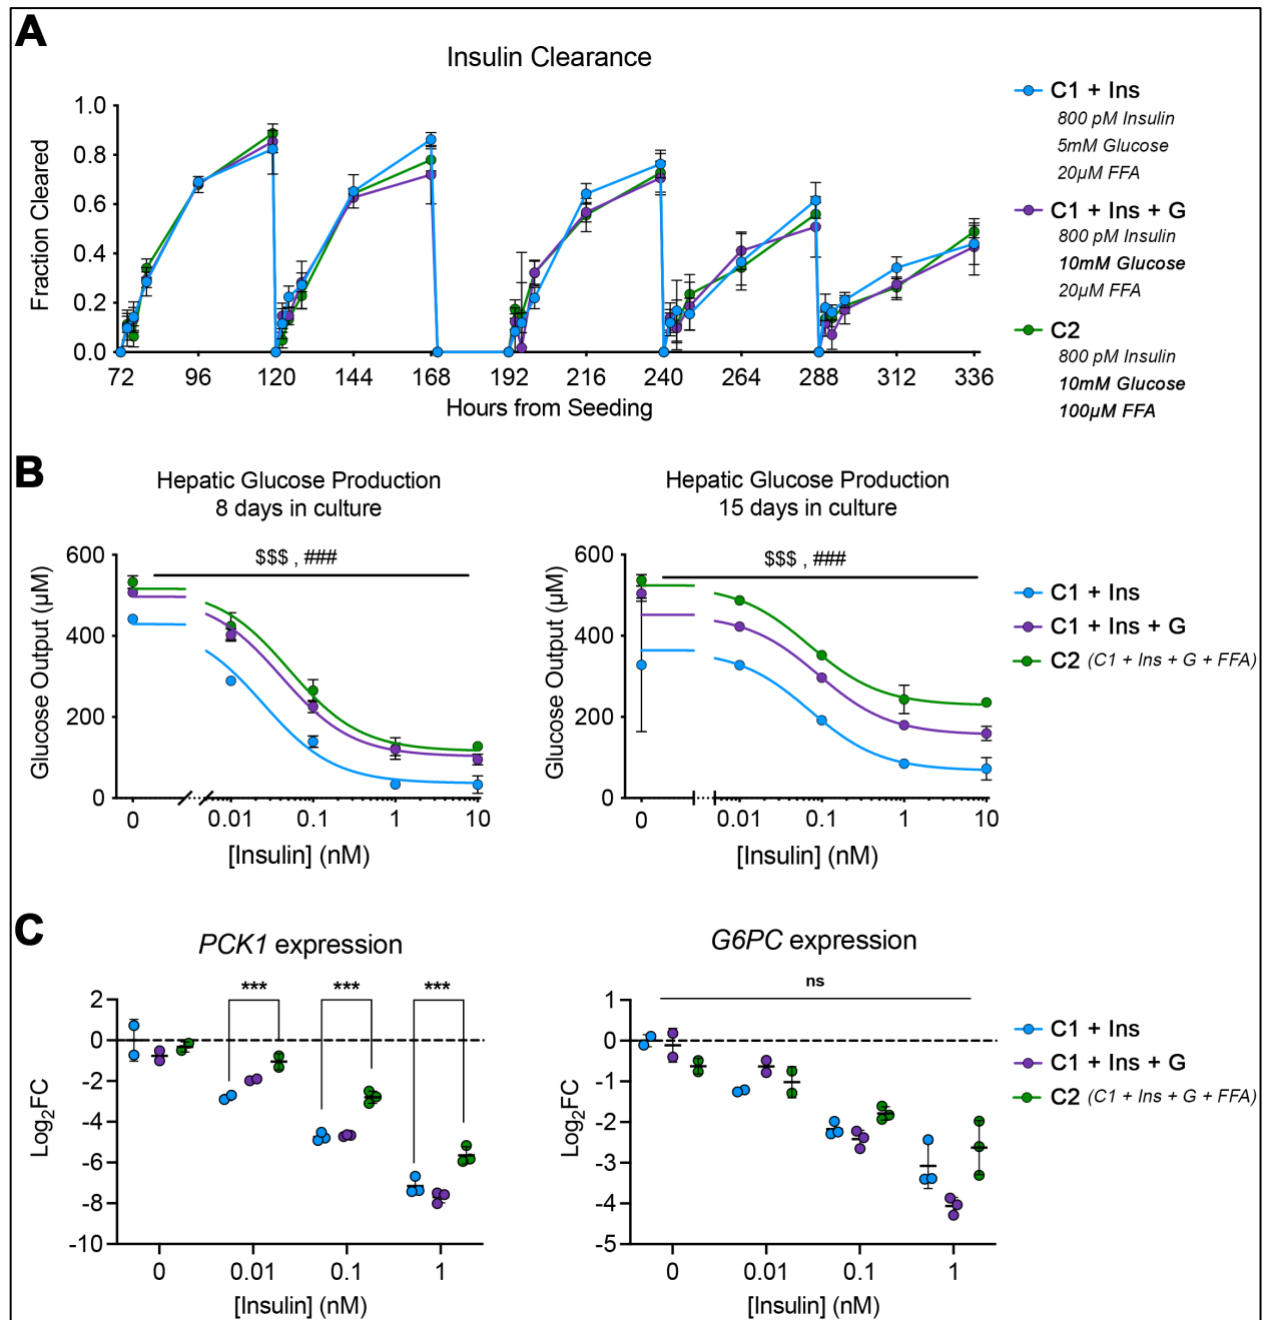 A
Insulin Clearance
Fraction Cleared
1.0
0.8
0.6
0.4
0.2
0.0
72 96 120 144 168 192 216 240 264 288 312 336
Hours from Seeding
C1 + Ins
800 pM Insulin
5mM Glucose
20µM FFA
C1 + Ins + G
800 pM Insulin
10mM Glucose
20µM FFA
C2
800 pM Insulin
10mM Glucose
100µM FFA
B
Hepatic Glucose Production
8 days in culture
$$$ , ###
Glucose Output (µM)
600
400
200
0
0 0.01 0.1 1 10
[Insulin] (nM)
Hepatic Glucose Production
15 days in culture
$$$ , ###
Glucose Output (µM)
600
400
200
0
0 0.01 0.1 1 10
[Insulin] (nM)
C1 + Ins
C1 + Ins + G
C2 (C1 + Ins + G + FFA)
C
PCK1 expression
*** *** ***
Log2FC
2
0
-2
-4
-6
-8
-10
0 0.01 0.1 1
[Insulin] (nM)
G6PC expression
ns
Log2FC
1
0
-1
-2
-3
-4
-5
0 0.01 0.1 1
[Insulin] (nM)
C1 + Ins
C1 + Ins + G
C2 (C1 + Ins + G + FFA)